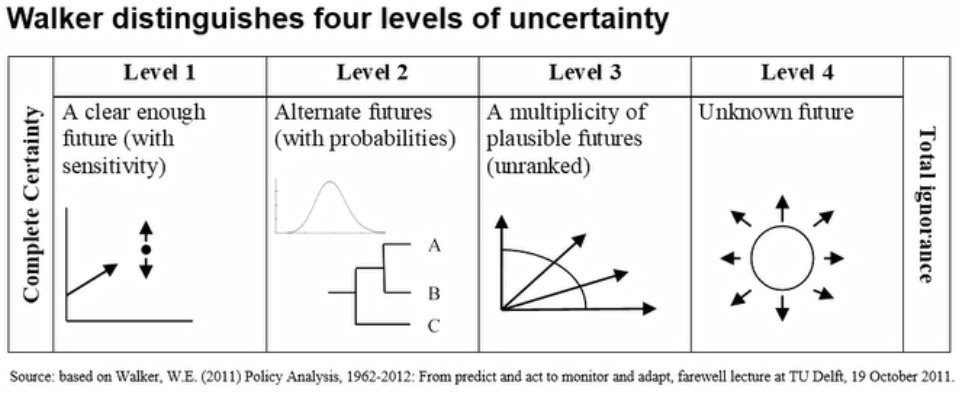 Walker distinguishes four levels of uncertainty
Complete Certainty
Level 1
A clear enough
future (with
sensitivity)
Level 2
Alternate futures
(with probabilities)
A
B
C
Level 3
A multiplicity of
plausible futures
(unranked)
Level 4
Unknown future
Total ignorance
Source: based on Walker, W.E. (2011) Policy Analysis, 1962-2012: From predict and act to monitor and adapt, farewell lecture at TU Delft, 19 October 2011.